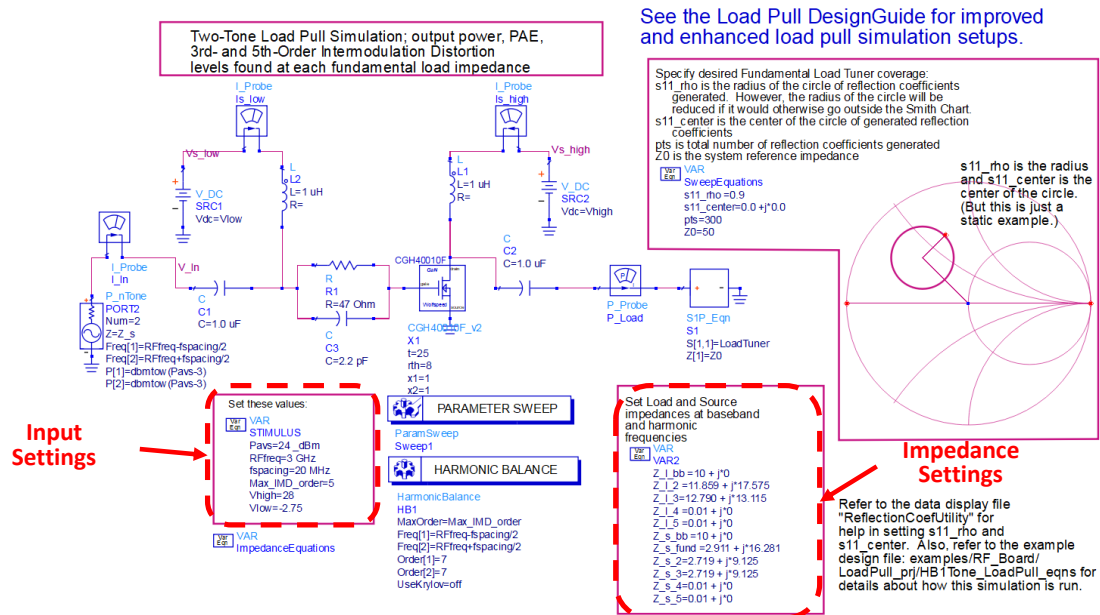 Two-Tone Load Pull Simulation; output power, PAE,
3rd- and 5th-Order Intermodulation Distortion
levels found at each fundamental load impedance
See the Load Pull DesignGuide for improved
and enhanced load pull simulation setups.
Specify desired Fundamental Load Tuner coverage:
s11_rho is the radius of the circle of reflection coefficients
generated. However, the radius of the circle will be
reduced if it would otherwise go outside the Smith Chart.
s11_center is the center of the circle of generated reflection
coefficients
pts is total number of reflection coefficients generated
Z0 is the system reference impedance
Var
Eqn
VAR
SweepEquations
s11_rho =0.9
s11_center=0.0 +j*0.0
pts=300
Z0=50
s11_rho is the radius
and s11_center is the
center of the circle.
(But this is just a
static example.)
I_Probe
Is_low
Vs_low
L
L2
L=1 uH
R=
V_DC
SRC1
Vdc=Vlow
I_Probe
Is_high
Vs_high
L
L1
L=1 uH
R=
V_DC
SRC2
Vdc=Vhigh
I_Probe
I_In
V_In
P_nTone
PORT2
Num=2
Z=Z_s
Freq[1]=RFfreq-fspacing/2
Freq[2]=RFfreq+fspacing/2
P[1]=dbmtow(Pavs-3)
P[2]=dbmtow(Pavs-3)
C
C1
C=1.0 uF
R
R1
R=47 Ohm
C
C3
C=2.2 pF
CGH40010F
GaN
Wolfspeed
CGH40010F_v2
X1
t=25
rth=8
x1=1
x2=1
C
C2
C=1.0 uF
P
P_Probe
P_Load
S1P_Eqn
S1
S[1,1]=LoadTuner
Z[1]=Z0
Input
Settings
Set these values:
Var
Eqn
VAR
STIMULUS
Pavs=24 _dBm
RFfreq=3 GHz
fspacing=20 MHz
Max_IMD_order=5
Vhigh=28
Vlow=-2.75
Var
Eqn
VAR
ImpedanceEquations
PARAMETER SWEEP
ParamSweep
Sweep1
HARMONIC BALANCE
HarmonicBalance
HB1
MaxOrder=Max_IMD_order
Freq[1]=RFfreq-fspacing/2
Freq[2]=RFfreq+fspacing/2
Order[1]=7
Order[2]=7
UseKrylov=off
Set Load and Source
impedances at baseband
and harmonic
frequencies
Var
Eqn
VAR
VAR2
Z_l_bb =10 + j*0
Z_l_2 =11.859 + j*17.575
Z_l_3=12.790 +j*13.115
Z_l_4 =0.01 + j*0
Z_l_5=0.01 + j*0
Z_s_bb =10 + j*0
Z_s_fund =2.911 + j*16.281
Z_s_2=2.719 +j*9.125
Z_s_3=2.719 +j*9.125
Z_s_4=0.01 + j*0
Z_s_5=0.01 + j*0
Impedance
Settings
Refer to the data display file
"ReflectionCoefUtility" for
help in setting s11_rho and
s11_center. Also, refer to the example
design file: examples/RF_Board/
LoadPull_prj/HB1Tone_LoadPull_eqns for
details about how this simulation is run.